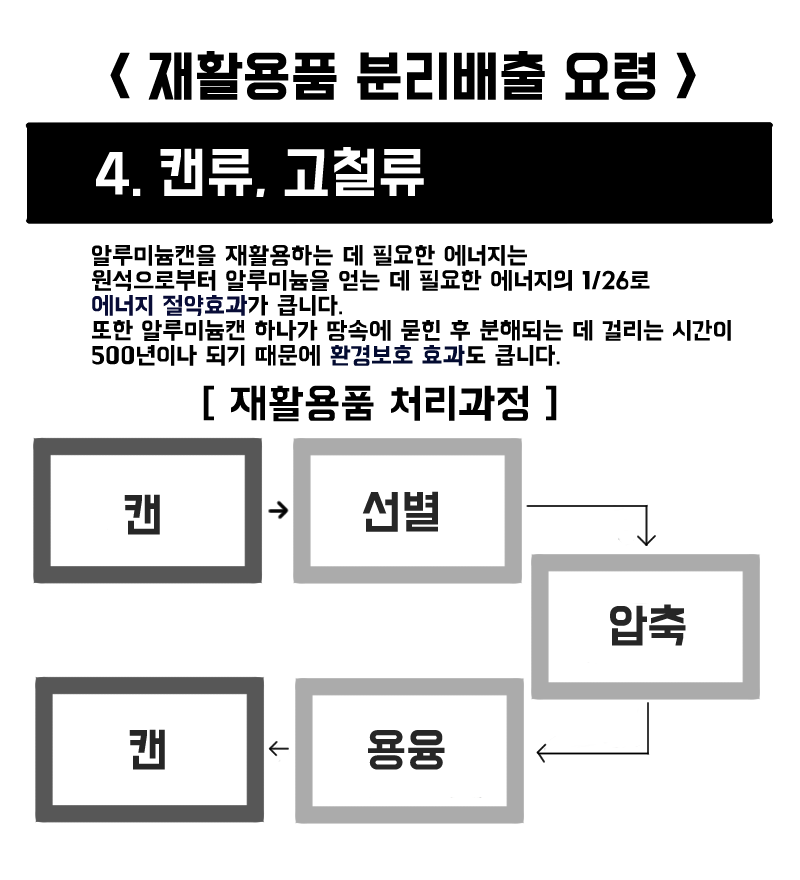 < 재활용품 분리배출 요령 >
4. 캔류, 고철류
알루미늄캔을 재활용하는 데 필요한 에너지는
원석으로부터 알루미늄을 얻는 데 필요한 에너지의 1/26로
에너지 절약효과가 큽니다.
또한 알루미늄캔 하나가 땅속에 묻힌 후 분해되는 데 걸리는 시간이
500년이나 되기 때문에 환경보호 효과도 큽니다.
[ 재활용품 처리과정 ]
캔
선별
압축
용융
캔